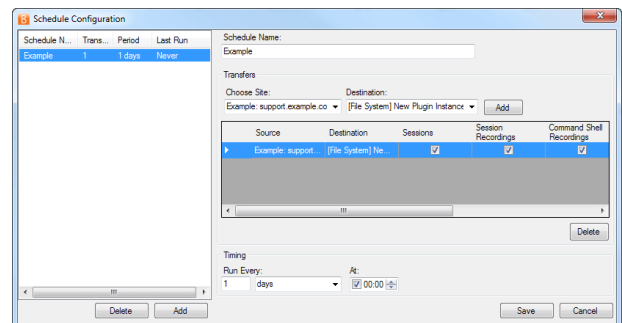 Schedule Configuration
Schedule N... Trans... Period Last Run
Example 1 1 days Never
Delete Add
Schedule Name:
Example
Transfers
Choose Site: Destination:
Example: support.example.co [File System] New Plugin Instance Add
Source Destination Sessions Session Recordings Command Shell Recordings
Example: support... [File System] Ne...
Delete
Timing
Run Every: At:
1 days 00:00
Save Cancel